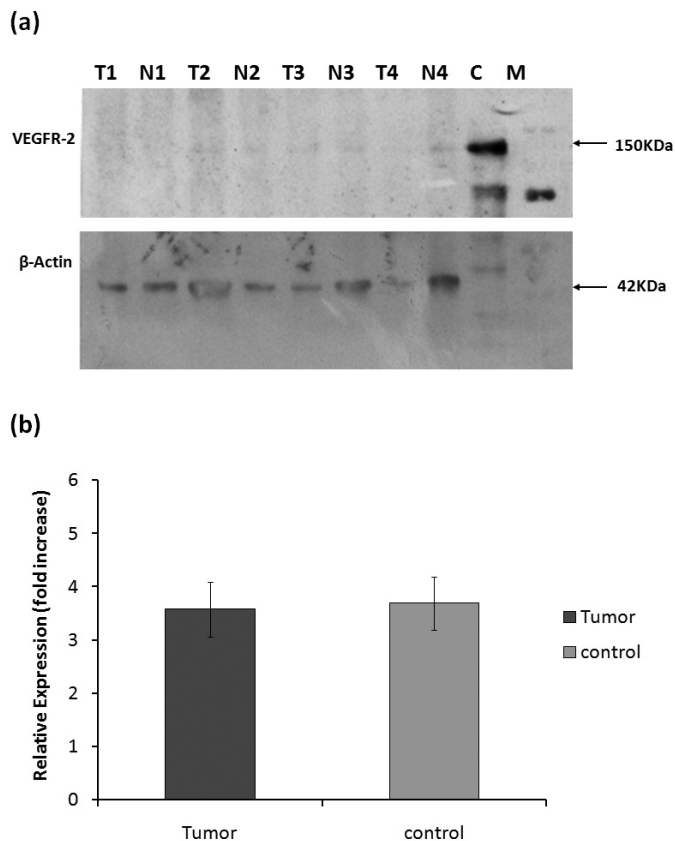 (a)
T1 N1 T2 N2 T3 N3 T4 N4 C M
VEGFR-2
150KDa
β-Actin
42KDa
(b)
Relative Expression (fold increase)
6
5
4
3
2
1
0
Tumor
control
Tumor
control